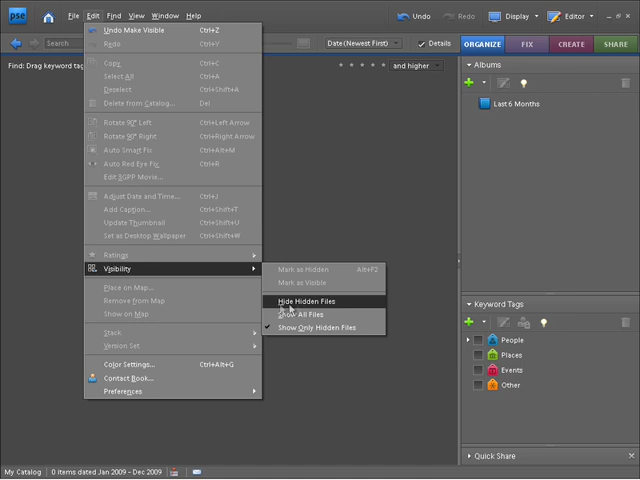 pse File Edit Find View Window Help Undo Redo Display Editor
Search Date (Newest First) Details ORGANIZE FIX CREATE SHARE
Find: Drag keyword tag and higher
Undo Make Visible Ctrl+Z
Redo Ctrl+Y
Copy Ctrl+C
Select All Ctrl+A
Deselect Ctrl+Shift+A
Delete from Catalog... Del
Rotate 90° Left Ctrl+Left Arrow
Rotate 90° Right Ctrl+Right Arrow
Auto Smart Fix Ctrl+Alt+M
Auto Red Eye Fix Ctrl+R
Edit 3GPP Movie...
Adjust Date and Time... Ctrl+J
Add Caption... Ctrl+Shift+T
Update Thumbnail Ctrl+Shift+U
Set as Desktop Wallpaper Ctrl+Shift+W
Ratings
Visibility
Place on Map...
Remove from Map
Show on Map
Stack
Version Set
Color Settings... Ctrl+Alt+G
Contact Book...
Preferences
Mark as Hidden Alt+F2
Mark as Visible
Hide Hidden Files
Show All Files
Show Only Hidden Files
Albums
Last 6 Months
Keyword Tags
People
Places
Events
Other
Quick Share
My Catalog 0 items dated Jan 2009 - Dec 2009